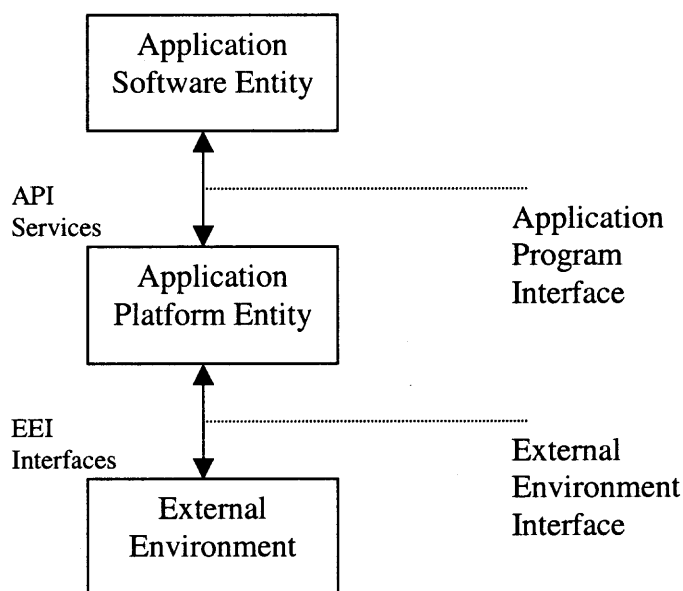 Application
Software Entity
API
Services
Application
Program
Interface
Application
Platform Entity
EEI
Interfaces
External
Environment
Interface
External
Environment